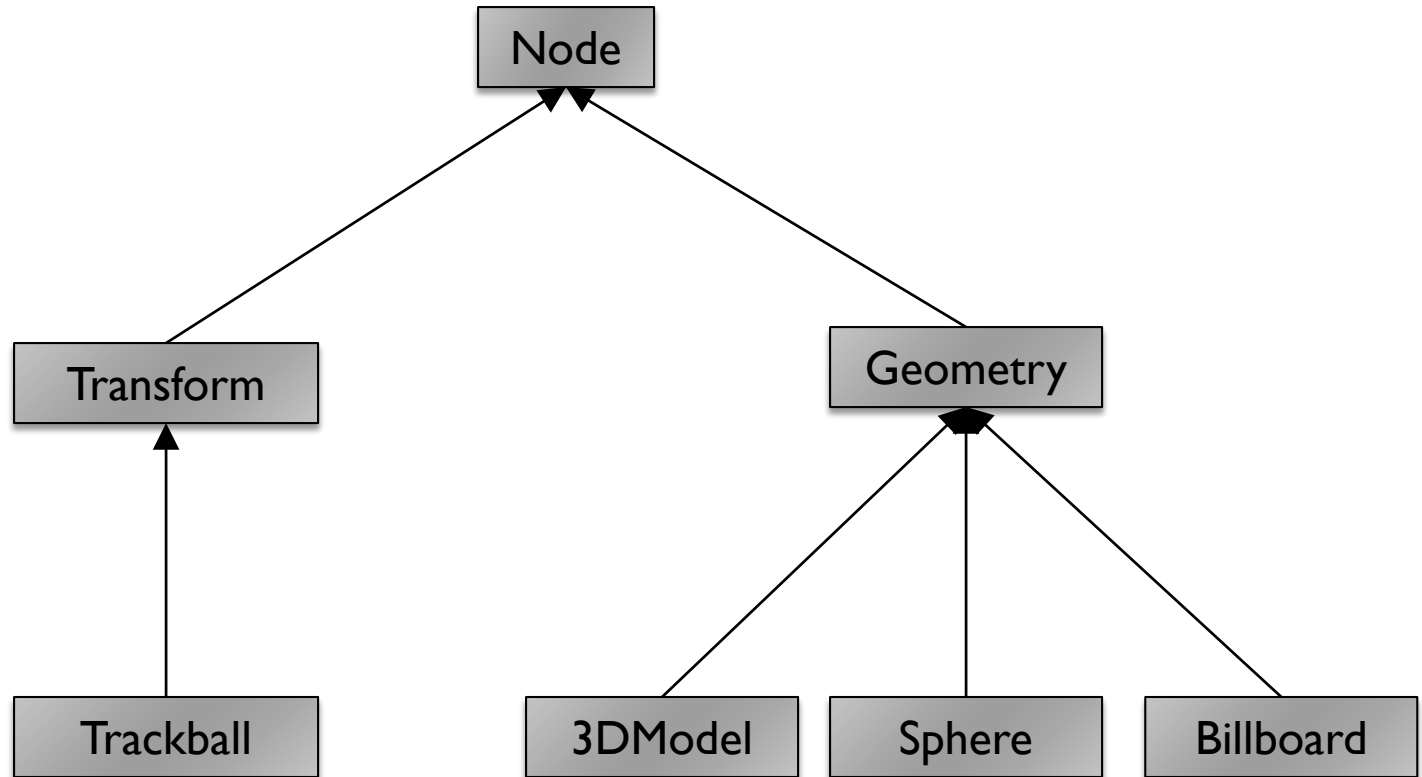 Node
Transform
Geometry
Trackball
3DModel
Sphere
Billboard